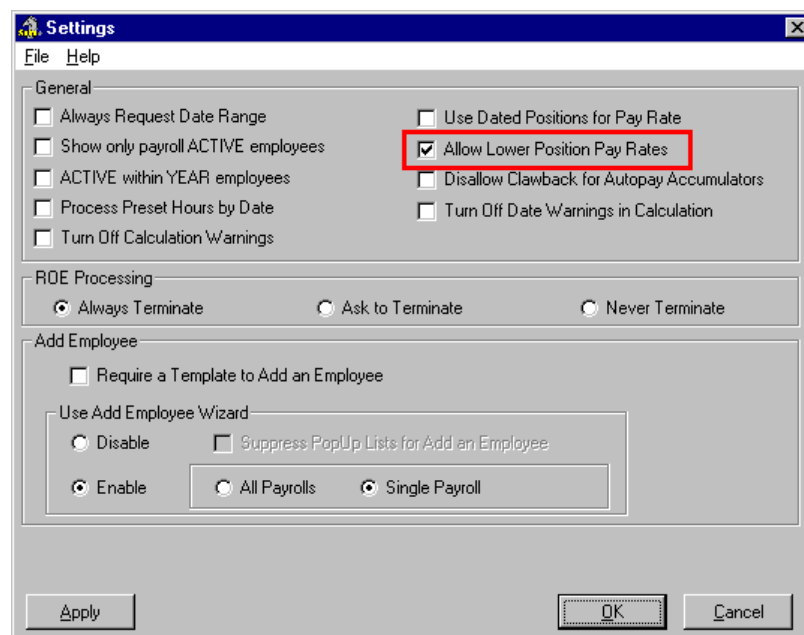 Settings
File Help
General
Always Request Date Range
Show only payroll ACTIVE employees
ACTIVE within YEAR employees
Process Preset Hours by Date
Turn Off Calculation Warnings
Use Dated Positions for Pay Rate
Allow Lower Position Pay Rates
Disallow Clawback for Autopay Accumulators
Turn Off Date Warnings in Calculation
ROE Processing
Always Terminate
Ask to Terminate
Never Terminate
Add Employee
Require a Template to Add an Employee
Use Add Employee Wizard
Disable
Suppress PopUp Lists for Add an Employee
Enable
All Payrolls
Single Payroll
Apply
OK
Cancel